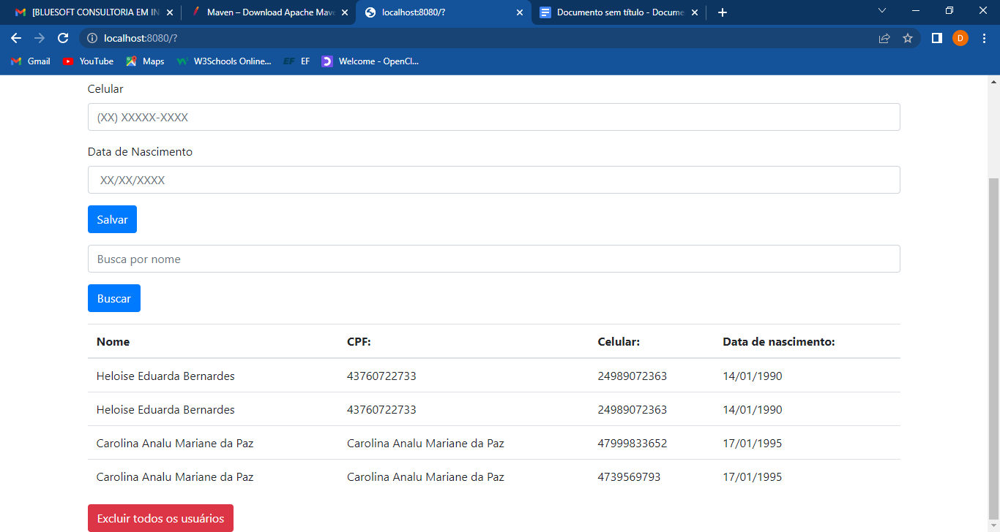 [BLUESOFT CONSULTORIA EM IN
Maven – Download Apache Mav
localhost:8080/?
Documento sem título - Docume
localhost:8080/?
D
Gmail
YouTube
Maps
W3Schools Online...
EF EF
Welcome - OpenCl...
Celular
(XX) XXXXX-XXXX
Data de Nascimento
XX/XX/XXXX
Salvar
Busca por nome
Buscar
Nome CPF: Celular: Data de nascimento:
Heloise Eduarda Bernardes 43760722733 24989072363 14/01/1990
Heloise Eduarda Bernardes 43760722733 24989072363 14/01/1990
Carolina Analu Mariane da Paz Carolina Analu Mariane da Paz 47999833652 17/01/1995
Carolina Analu Mariane da Paz Carolina Analu Mariane da Paz 4739569793 17/01/1995
Excluir todos os usuários